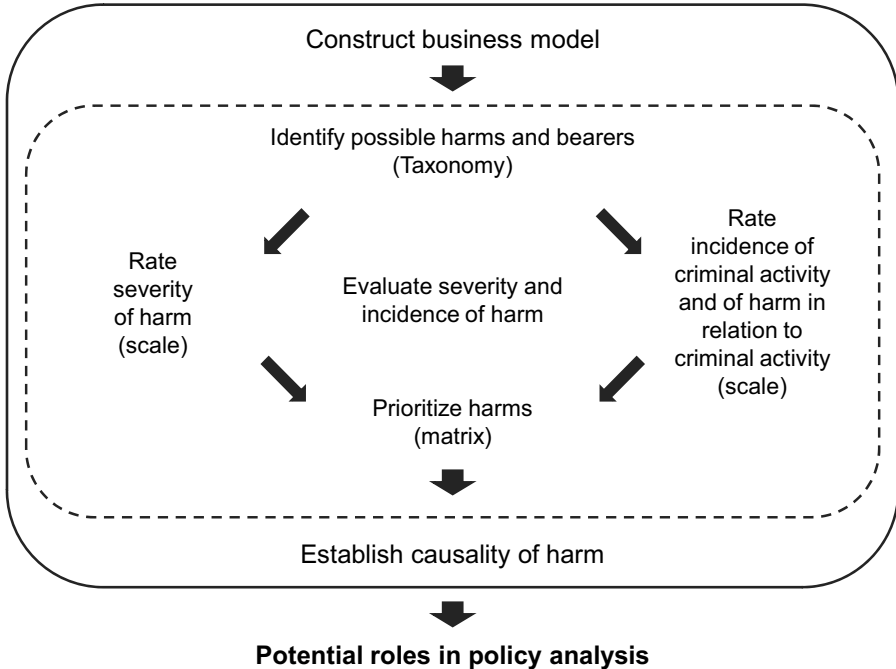 Construct business model
Identify possible harms and bearers
(Taxonomy)
Rate
severity
of harm
(scale)
Evaluate severity and
incidence of harm
Rate
incidence of
criminal activity
and of harm in
relation to
criminal activity
(scale)
Prioritize harms
(matrix)
Establish causality of harm
Potential roles in policy analysis